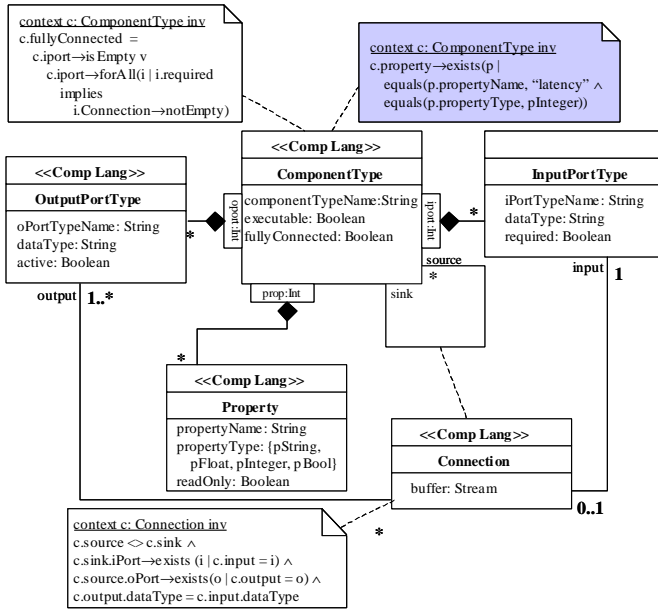 context c: ComponentType inv
c.fullyConnected =
c.iport→isEmpty v
c.iport→forAll(i | i.required
implies
i.Connection→notEmpty)
context c: ComponentType inv
c.property→exists(p |
equals(p.propertyName, “latency” ∧
equals(p.propertyType, pInteger))
<<Comp Lang>>
OutputPortType
oPortTypeName: String
dataType: String
active: Boolean
<<Comp Lang>>
ComponentType
componentTypeName:String
executable: Boolean
fullyConnected: Boolean
InputPortType
iPortTypeName: String
dataType: String
required: Boolean
oport:Int
iport:Int
*
*
source
*
sink
input
1
output
1..*
prop:Int
*
<<Comp Lang>>
Property
propertyName: String
propertyType: {pString,
pFloat, pInteger, pBool}
readOnly: Boolean
<<Comp Lang>>
Connection
buffer: Stream
0..1
*
context c: Connection inv
c.source <> c.sink ∧
c.sink.iPort→exists (i | c.input = i) ∧
c.source.oPort→exists(o | c.output = o) ∧
c.output.dataType = c.input.dataType